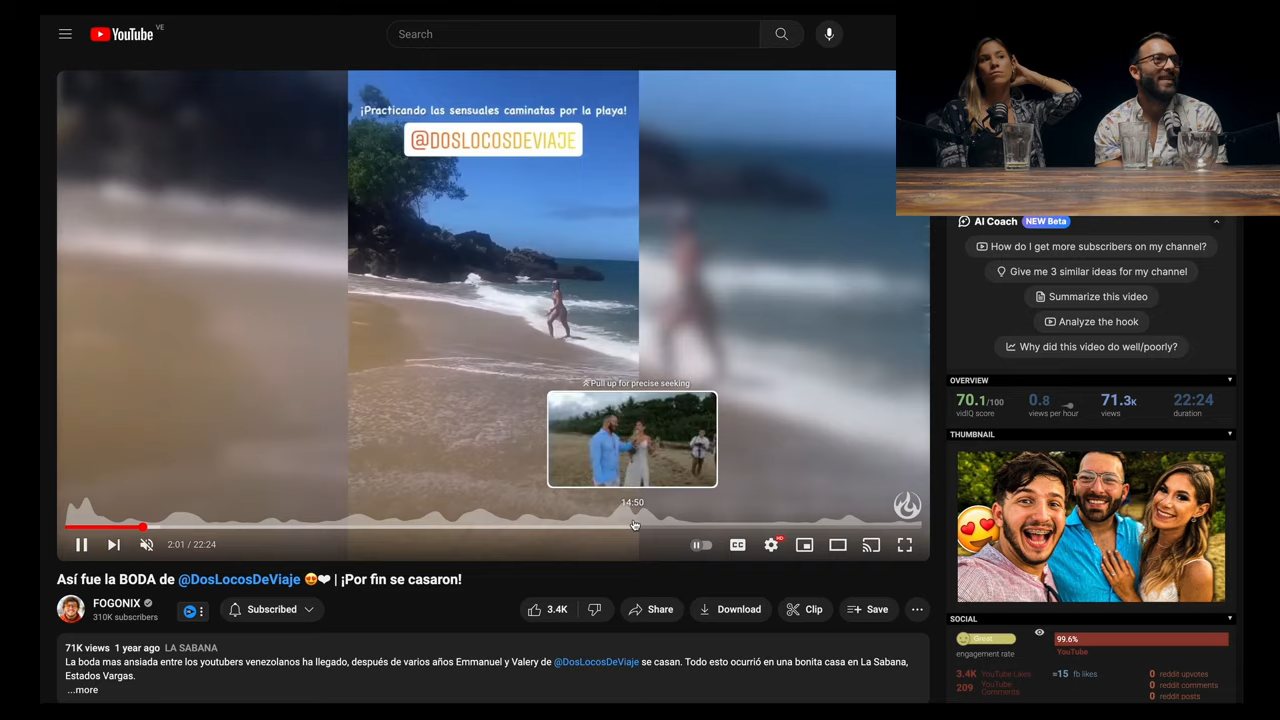 YouTube VE
Search
¡Practicando las sensuales caminatas por la playa!
@DOSLOCOSDEVIAJE
Pull up for precise seeking
14:50
2:01 / 22:24
CC
HD
Así fue la BODA de @DosLocosDeViaje 😍❤ | ¡Por fin se casaron!
FOGONIX
310K subscribers
Subscribed
3.4K
Share
Download
Clip
Save
71K views 1 year ago LA SABANA
La boda mas ansiada entre los youtubers venezolanos ha llegado, después de varios años Emmanuel y Valery de @DosLocosDeViaje se casan. Todo esto ocurrió en una bonita casa en La Sabana,
Estados Vargas.
...more
AI Coach NEW Beta
How do I get more subscribers on my channel?
Give me 3 similar ideas for my channel
Summarize this video
Analyze the hook
Why did this video do well/poorly?
OVERVIEW
70.1/100
vidIQ score
0.8
views per hour
71.3K
views
22:24
duration
THUMBNAIL
SOCIAL
Great
engagement rate
99.6%
YouTube
3.4K YouTube Likes
209 YouTube Comments
≈15 fb likes
0 reddit upvotes
0 reddit comments
0 reddit posts